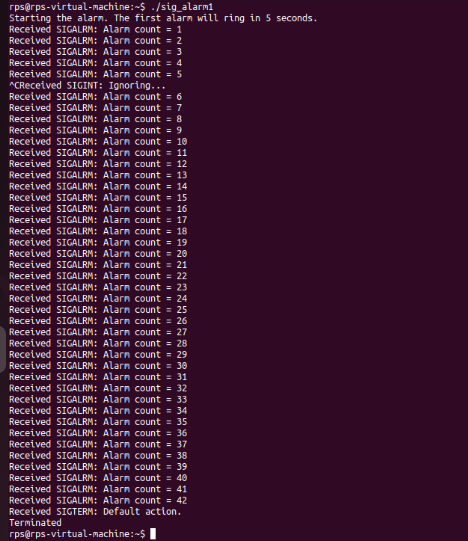 rps@rps-virtual-machine:~$ ./sig_alarm1
Starting the alarm. The first alarm will ring in 5 seconds.
Received SIGALRM: Alarm count = 1
Received SIGALRM: Alarm count = 2
Received SIGALRM: Alarm count = 3
Received SIGALRM: Alarm count = 4
Received SIGALRM: Alarm count = 5
^CReceived SIGINT: Ignoring...
Received SIGALRM: Alarm count = 6
Received SIGALRM: Alarm count = 7
Received SIGALRM: Alarm count = 8
Received SIGALRM: Alarm count = 9
Received SIGALRM: Alarm count = 10
Received SIGALRM: Alarm count = 11
Received SIGALRM: Alarm count = 12
Received SIGALRM: Alarm count = 13
Received SIGALRM: Alarm count = 14
Received SIGALRM: Alarm count = 15
Received SIGALRM: Alarm count = 16
Received SIGALRM: Alarm count = 17
Received SIGALRM: Alarm count = 18
Received SIGALRM: Alarm count = 19
Received SIGALRM: Alarm count = 20
Received SIGALRM: Alarm count = 21
Received SIGALRM: Alarm count = 22
Received SIGALRM: Alarm count = 23
Received SIGALRM: Alarm count = 24
Received SIGALRM: Alarm count = 25
Received SIGALRM: Alarm count = 26
Received SIGALRM: Alarm count = 27
Received SIGALRM: Alarm count = 28
Received SIGALRM: Alarm count = 29
Received SIGALRM: Alarm count = 30
Received SIGALRM: Alarm count = 31
Received SIGALRM: Alarm count = 32
Received SIGALRM: Alarm count = 33
Received SIGALRM: Alarm count = 34
Received SIGALRM: Alarm count = 35
Received SIGALRM: Alarm count = 36
Received SIGALRM: Alarm count = 37
Received SIGALRM: Alarm count = 38
Received SIGALRM: Alarm count = 39
Received SIGALRM: Alarm count = 40
Received SIGALRM: Alarm count = 41
Received SIGALRM: Alarm count = 42
Received SIGTERM: Default action.
Terminated
rps@rps-virtual-machine:~$